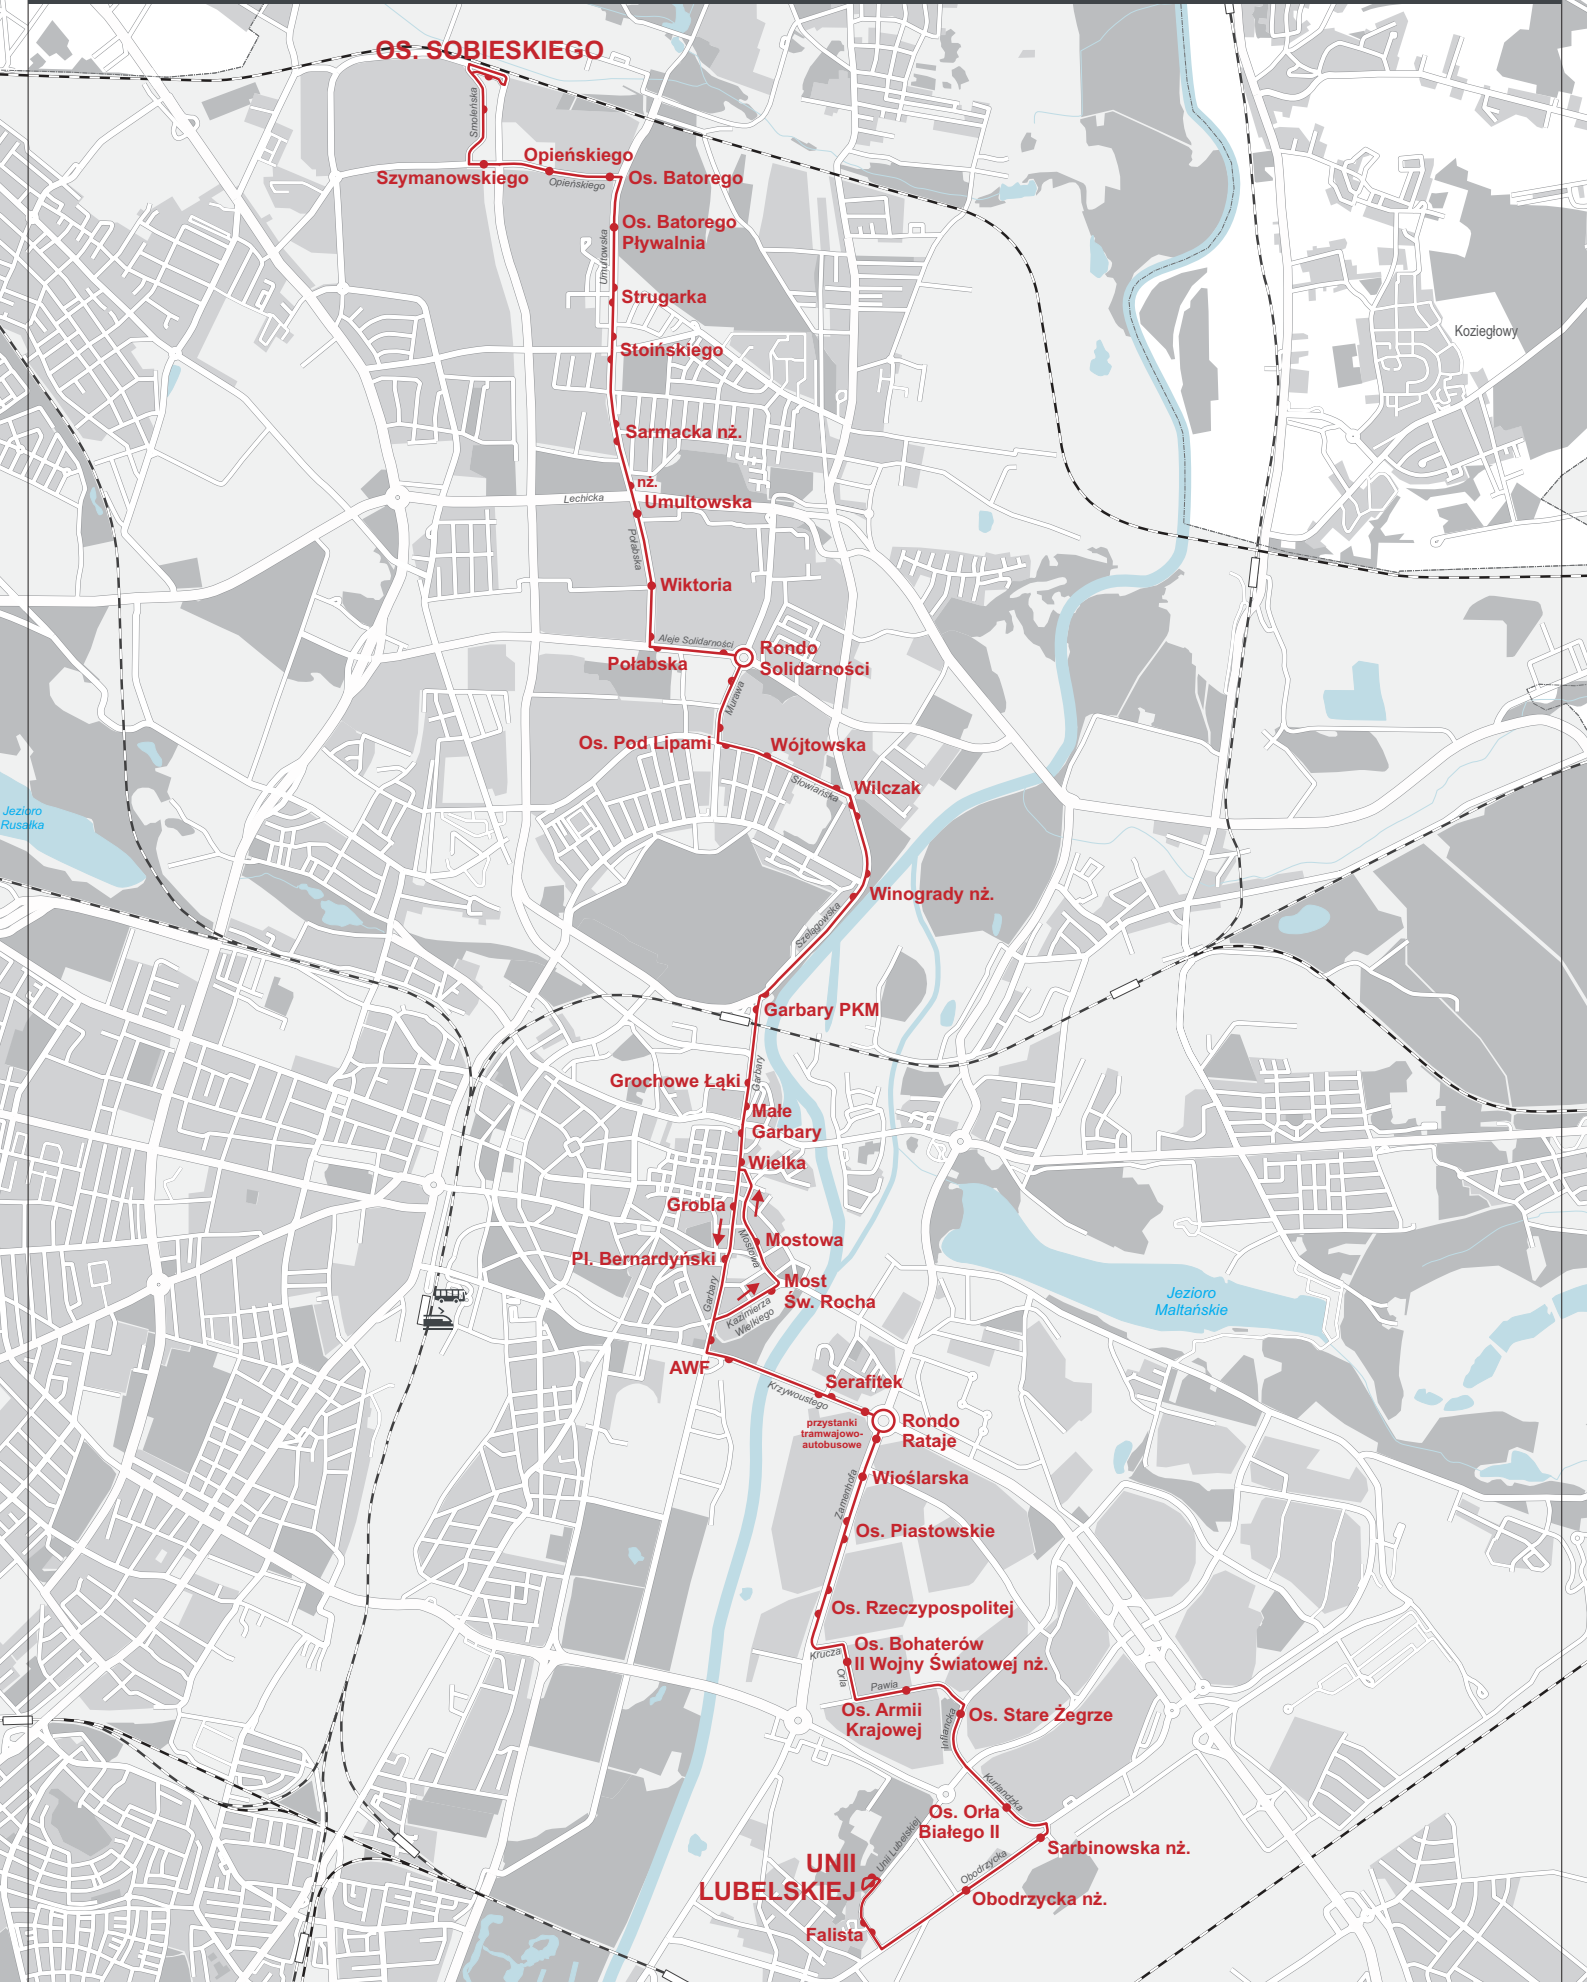 OS. SOBIESKIEGO
Smoleńska
Opieńskiego
Szymanowskiego
Opieńskiego
Os. Batorego
Os. Batorego
Pływalnia
Umultowska
Strugarka
Koziegłowy
Stoińskiego
Sarmacka nż.
nż.
Lechicka
Umultowska
Połabska
Wiktoria
Aleje Solidarności
Rondo
Solidarności
Połabska
Murawa
Os. Pod Lipami
Wójtowska
Słowiańska
Wilczak
Jezioro
Rusałka
Winogrady nż.
Szelągowska
Garbary PKM
Garbary
Grochowe Łąki
Małe
Garbary
Wielka
Grobla
Mostowa
Mostowa
Pl. Bernardyński
Garbary
Most
Św. Rocha
Kazimierza
Wielkiego
Jezioro
Maltańskie
AWF
Krzywoustego
Serafitek
przystanki
tramwajowo-
autobusowe
Rondo
Rataje
Wioślarska
Zamenhofa
Os. Piastowskie
Os. Rzeczypospolitej
Krucza
Os. Bohaterów
II Wojny Światowej nż.
Orla
Pawia
Os. Armii
Krajowej
Inflancka
Os. Stare Żegrze
Kurlandzka
Os. Orła
Białego II
Sarbinowska nż.
Unii Lubelskiej
UNII
LUBELSKIEJ
Obodrzycka
Obodrzycka nż.
Falista